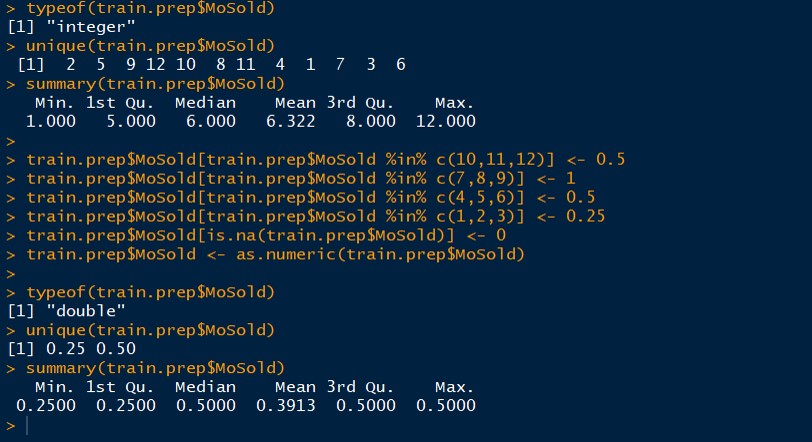 > typeof(train.prep$MoSold)
[1] "integer"
> unique(train.prep$MoSold)
 [1]  2  5  9 12 10  8 11  4  1  7  3  6
> summary(train.prep$MoSold)
   Min. 1st Qu.  Median    Mean 3rd Qu.    Max.
  1.000   5.000   6.000   6.322   8.000  12.000
>
> train.prep$MoSold[train.prep$MoSold %in% c(10,11,12)] <- 0.5
> train.prep$MoSold[train.prep$MoSold %in% c(7,8,9)] <- 1
> train.prep$MoSold[train.prep$MoSold %in% c(4,5,6)] <- 0.5
> train.prep$MoSold[train.prep$MoSold %in% c(1,2,3)] <- 0.25
> train.prep$MoSold[is.na(train.prep$MoSold)] <- 0
> train.prep$MoSold <- as.numeric(train.prep$MoSold)
>
> typeof(train.prep$MoSold)
[1] "double"
> unique(train.prep$MoSold)
[1] 0.25 0.50
> summary(train.prep$MoSold)
   Min. 1st Qu.  Median    Mean 3rd Qu.    Max.
 0.2500  0.2500  0.5000  0.3913  0.5000  0.5000
>